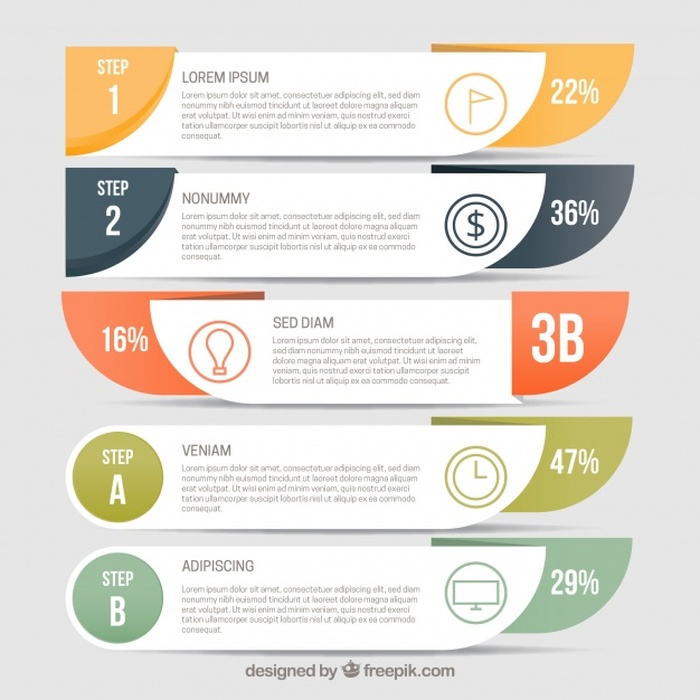 STEP
1
LOREM IPSUM
Lorem ipsum dolor sit amet, consectetuer adipiscing elit, sed diam
nonummy nibh euismod tincidunt ut laoreet dolore magna aliquam
erat volutpat. Ut wisi enim ad minim veniam, quis nostrud exerci
tation ullamcorper suscipit lobortis nisl ut aliquip ex ea commodo
consequat.
22%
STEP
2
NONUMMY
Lorem ipsum dolor sit amet, consectetuer adipiscing elit, sed diam
nonummy nibh euismod tincidunt ut laoreet dolore magna aliquam
erat volutpat. Ut wisi enim ad minim veniam, quis nostrud exerci
tation ullamcorper suscipit lobortis nisl ut aliquip ex ea commodo
consequat.
$
36%
16%
SED DIAM
Lorem ipsum dolor sit amet, consectetuer adipiscing elit,
sed diam nonummy nibh euismod tincidunt ut laoreet dolore
magna aliquam erat volutpat. Ut wisi enim ad minim veniam,
quis nostrud exerci tation ullamcorper suscipit lobortis nisl
ut aliquip ex ea commodo consequat.
3B
STEP
A
VENIAM
Lorem ipsum dolor sit amet, consectetuer adipiscing elit, sed diam
nonummy nibh euismod tincidunt ut laoreet dolore magna aliquam
erat volutpat. Ut wisi enim ad minim veniam, quis nostrud exerci
tation ullamcorper suscipit lobortis nisl ut aliquip ex ea commodo
consequat.
47%
STEP
B
ADIPISCING
Lorem ipsum dolor sit amet, consectetuer adipiscing elit, sed diam
nonummy nibh euismod tincidunt ut laoreet dolore magna aliquam
erat volutpat. Ut wisi enim ad minim veniam, quis nostrud exerci
tation ullamcorper suscipit lobortis nisl ut aliquip ex ea commodo
consequat.
29%
designed by freepik.com